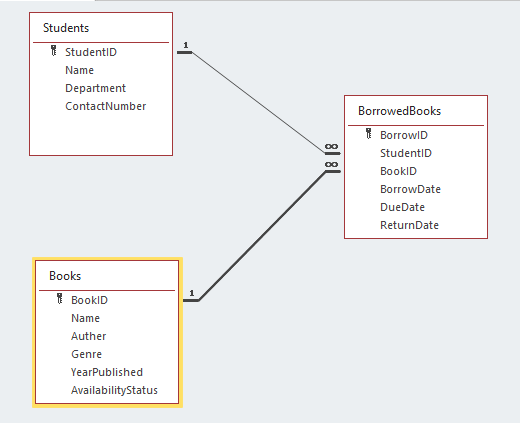 Students
StudentID
Name
Department
ContactNumber
1
BorrowedBooks
BorrowID
StudentID
BookID
BorrowDate
DueDate
ReturnDate
∞
∞
Books
BookID
Name
Auther
Genre
YearPublished
AvailabilityStatus
1